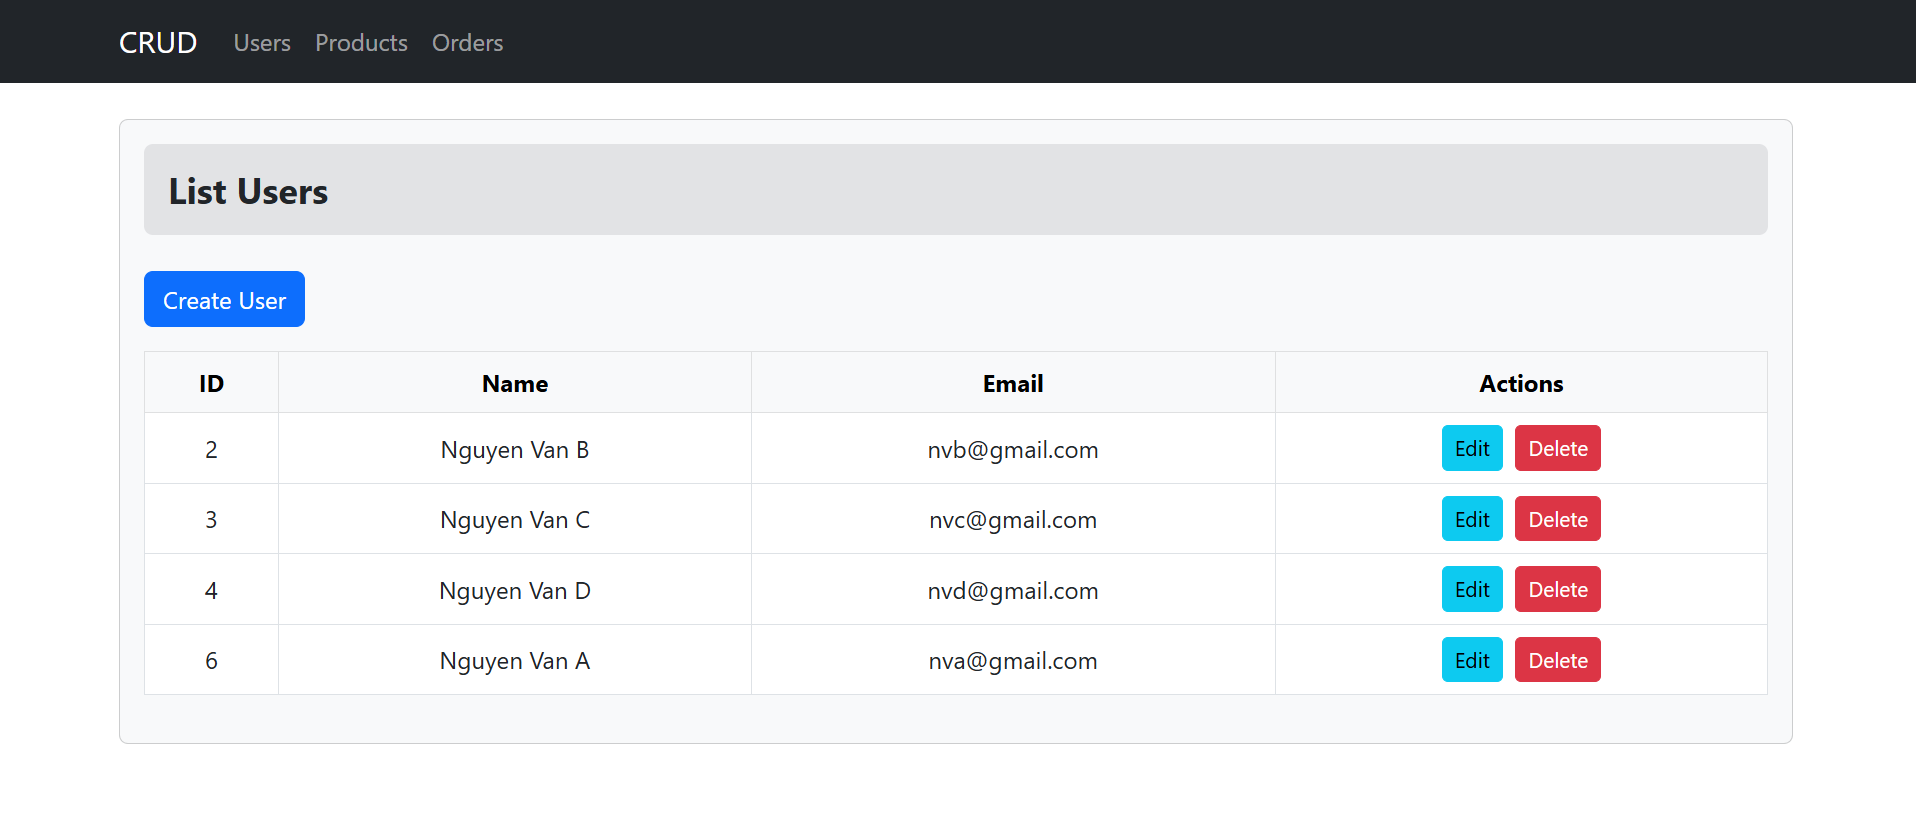 CRUD Users Products Orders
List Users
Create User
ID Name Email Actions
2 Nguyen Van B nvb@gmail.com Edit Delete
3 Nguyen Van C nvc@gmail.com Edit Delete
4 Nguyen Van D nvd@gmail.com Edit Delete
6 Nguyen Van A nva@gmail.com Edit Delete